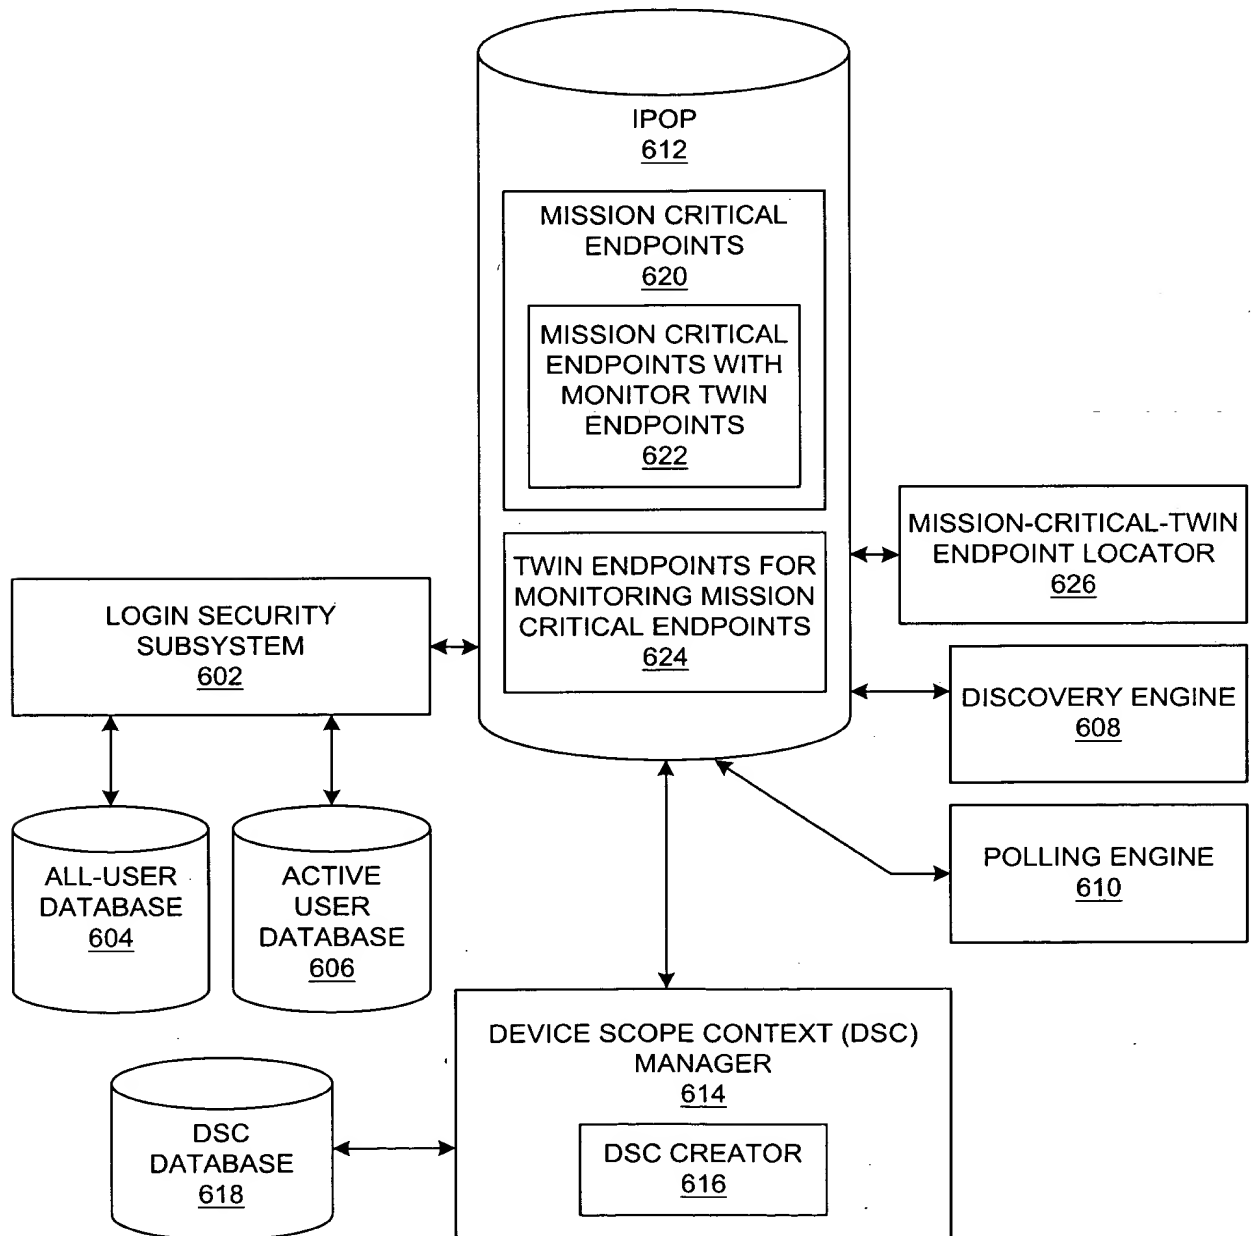 IPOP
612
MISSION CRITICAL
ENDPOINTS
620
MISSION CRITICAL
ENDPOINTS WITH
MONITOR TWIN
ENDPOINTS
622
TWIN ENDPOINTS FOR
MONITORING MISSION
CRITICAL ENDPOINTS
624
MISSION-CRITICAL-TWIN
ENDPOINT LOCATOR
626
LOGIN SECURITY
SUBSYSTEM
602
DISCOVERY ENGINE
608
POLLING ENGINE
610
ALL-USER
DATABASE
604
ACTIVE
USER
DATABASE
606
DEVICE SCOPE CONTEXT (DSC)
MANAGER
614
DSC CREATOR
616
DSC
DATABASE
618